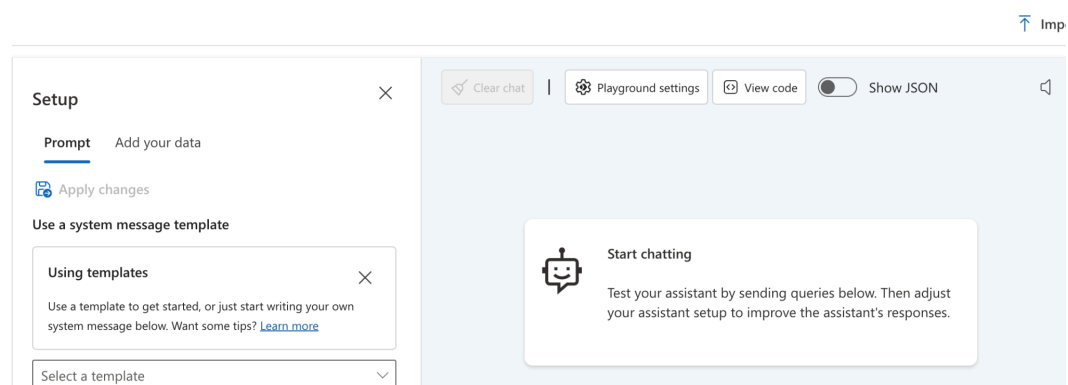 Setup
Prompt Add your data
Apply changes
Use a system message template
Using templates
Use a template to get started, or just start writing your own
system message below. Want some tips? Learn more
Select a template
Clear chat
Playground settings
View code
Show JSON
Start chatting
Test your assistant by sending queries below. Then adjust
your assistant setup to improve the assistant's responses.